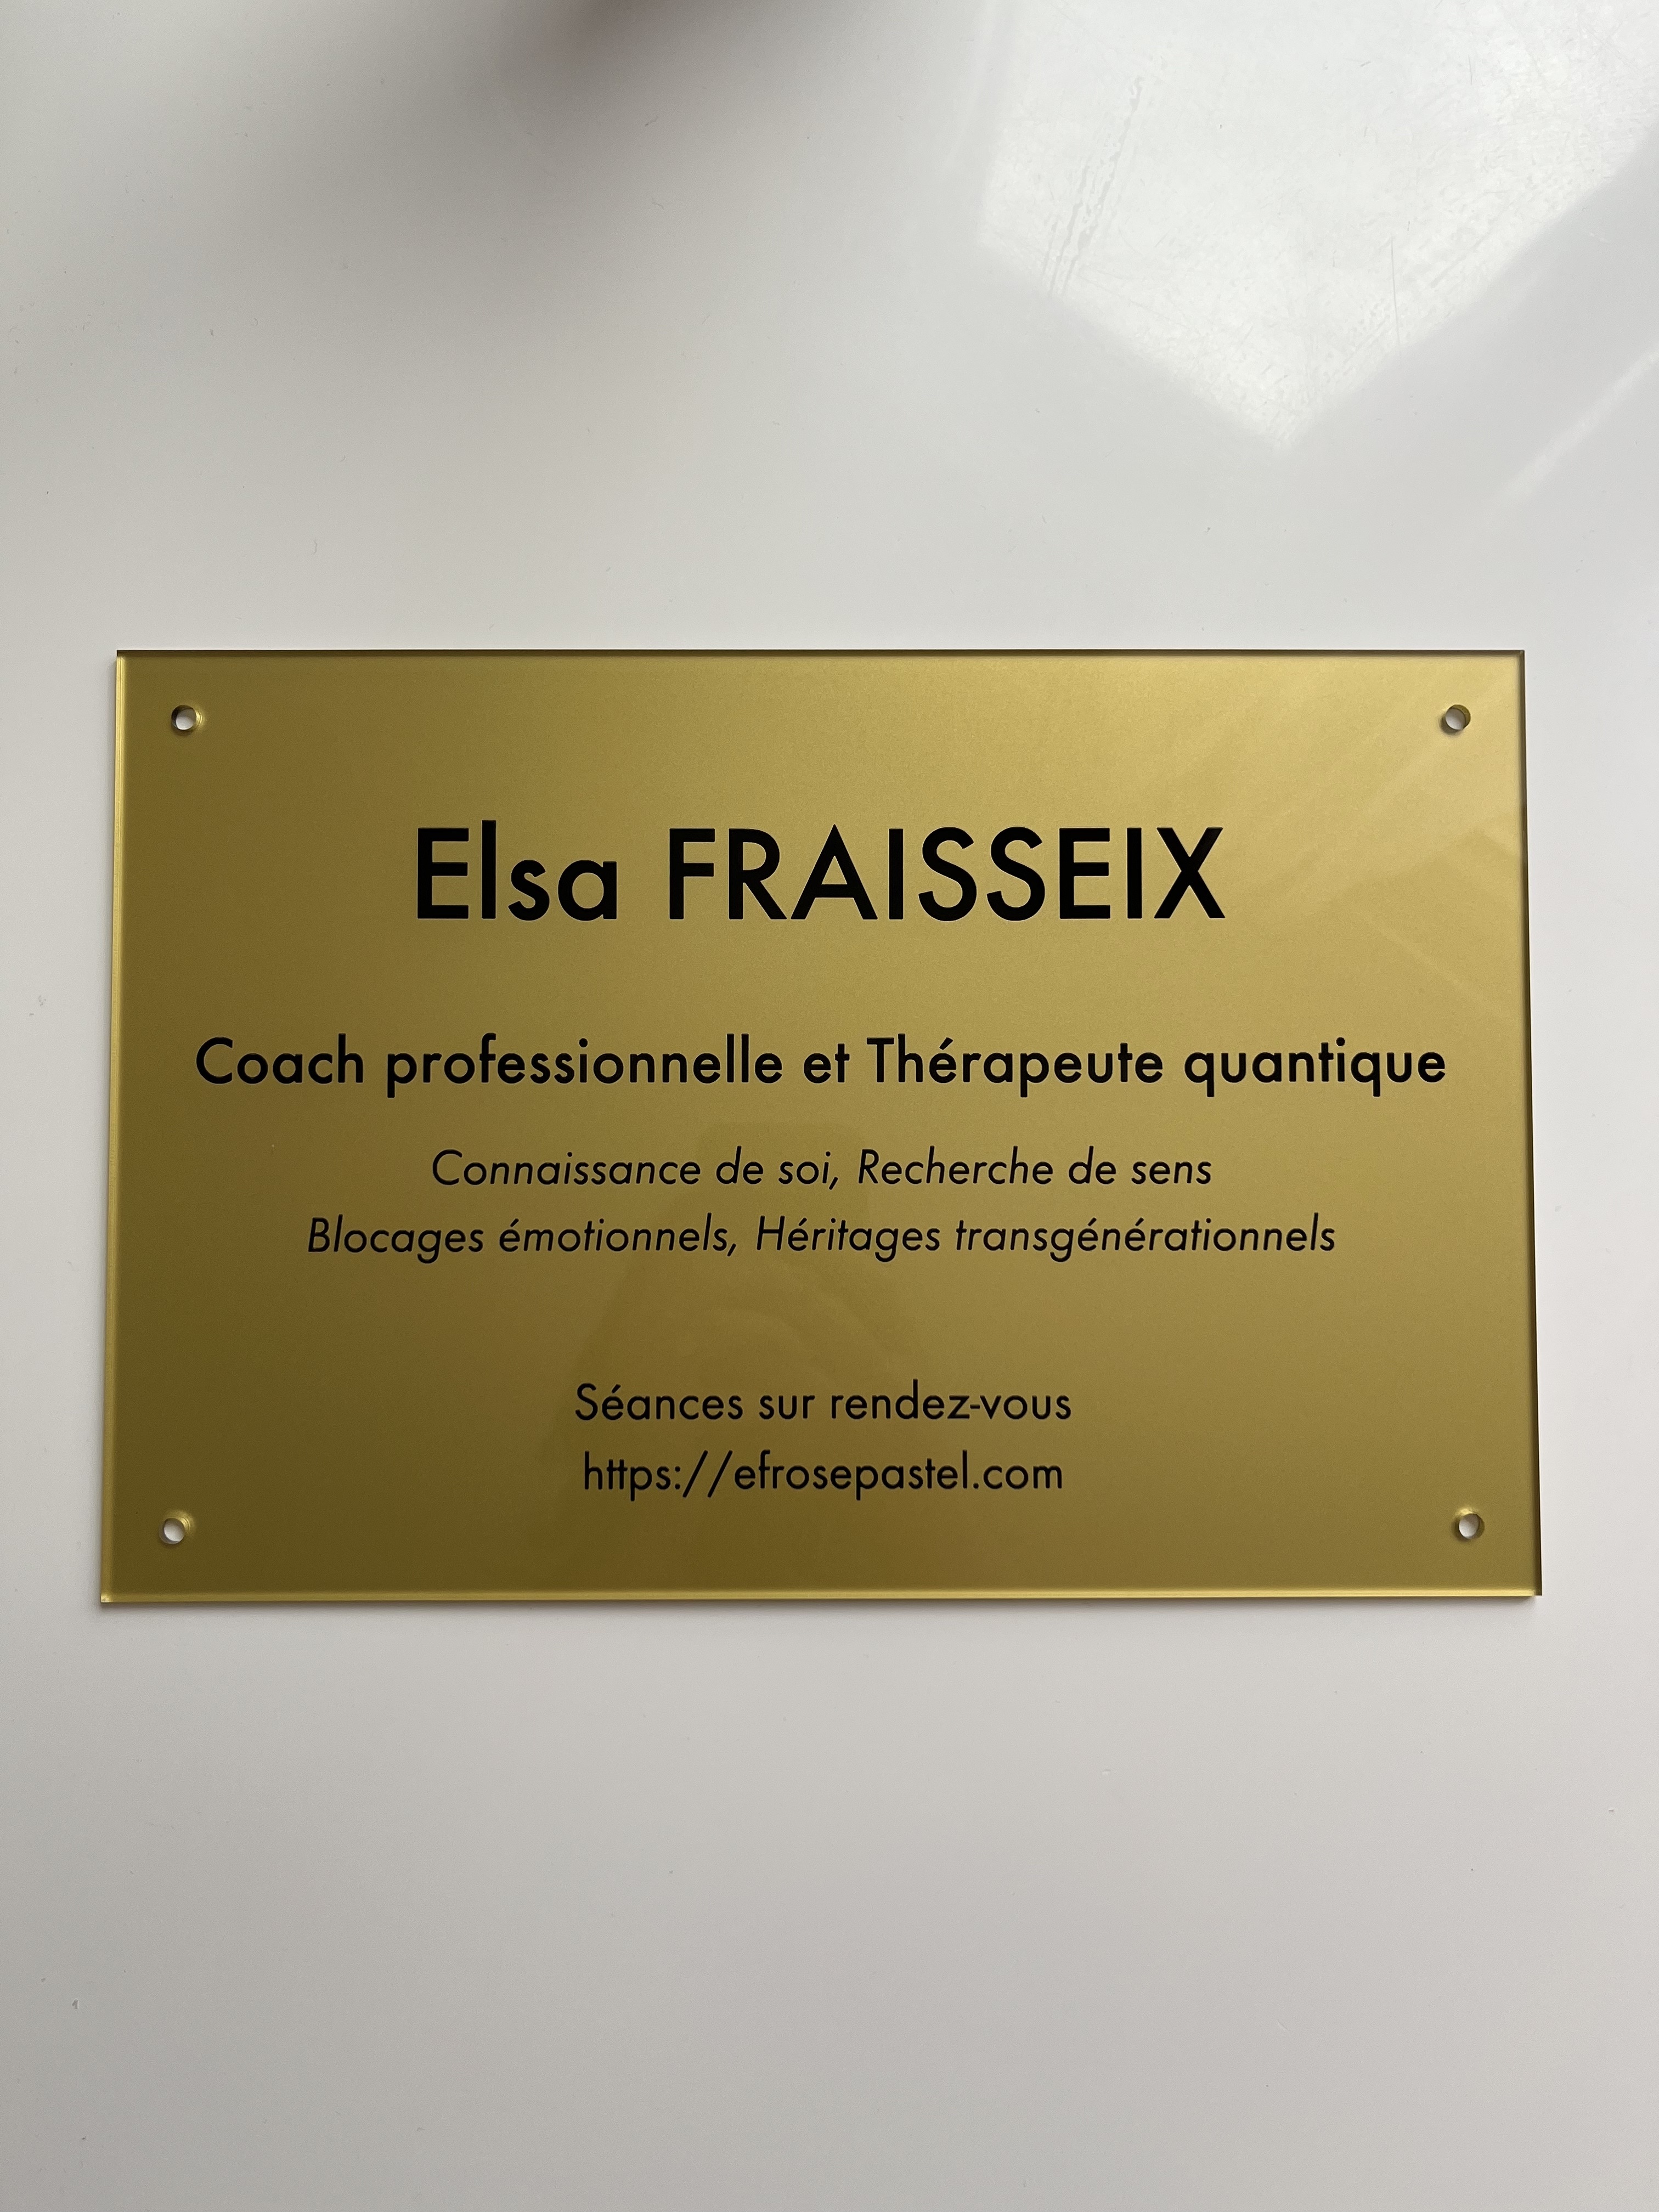 Elsa FRAISSEIX
Coach professionnelle et Thérapeute quantique
Connaissance de soi, Recherche de sens
Blocages émotionnels, Héritages transgénérationnels
Séances sur rendez-vous
https://efrosepastel.com